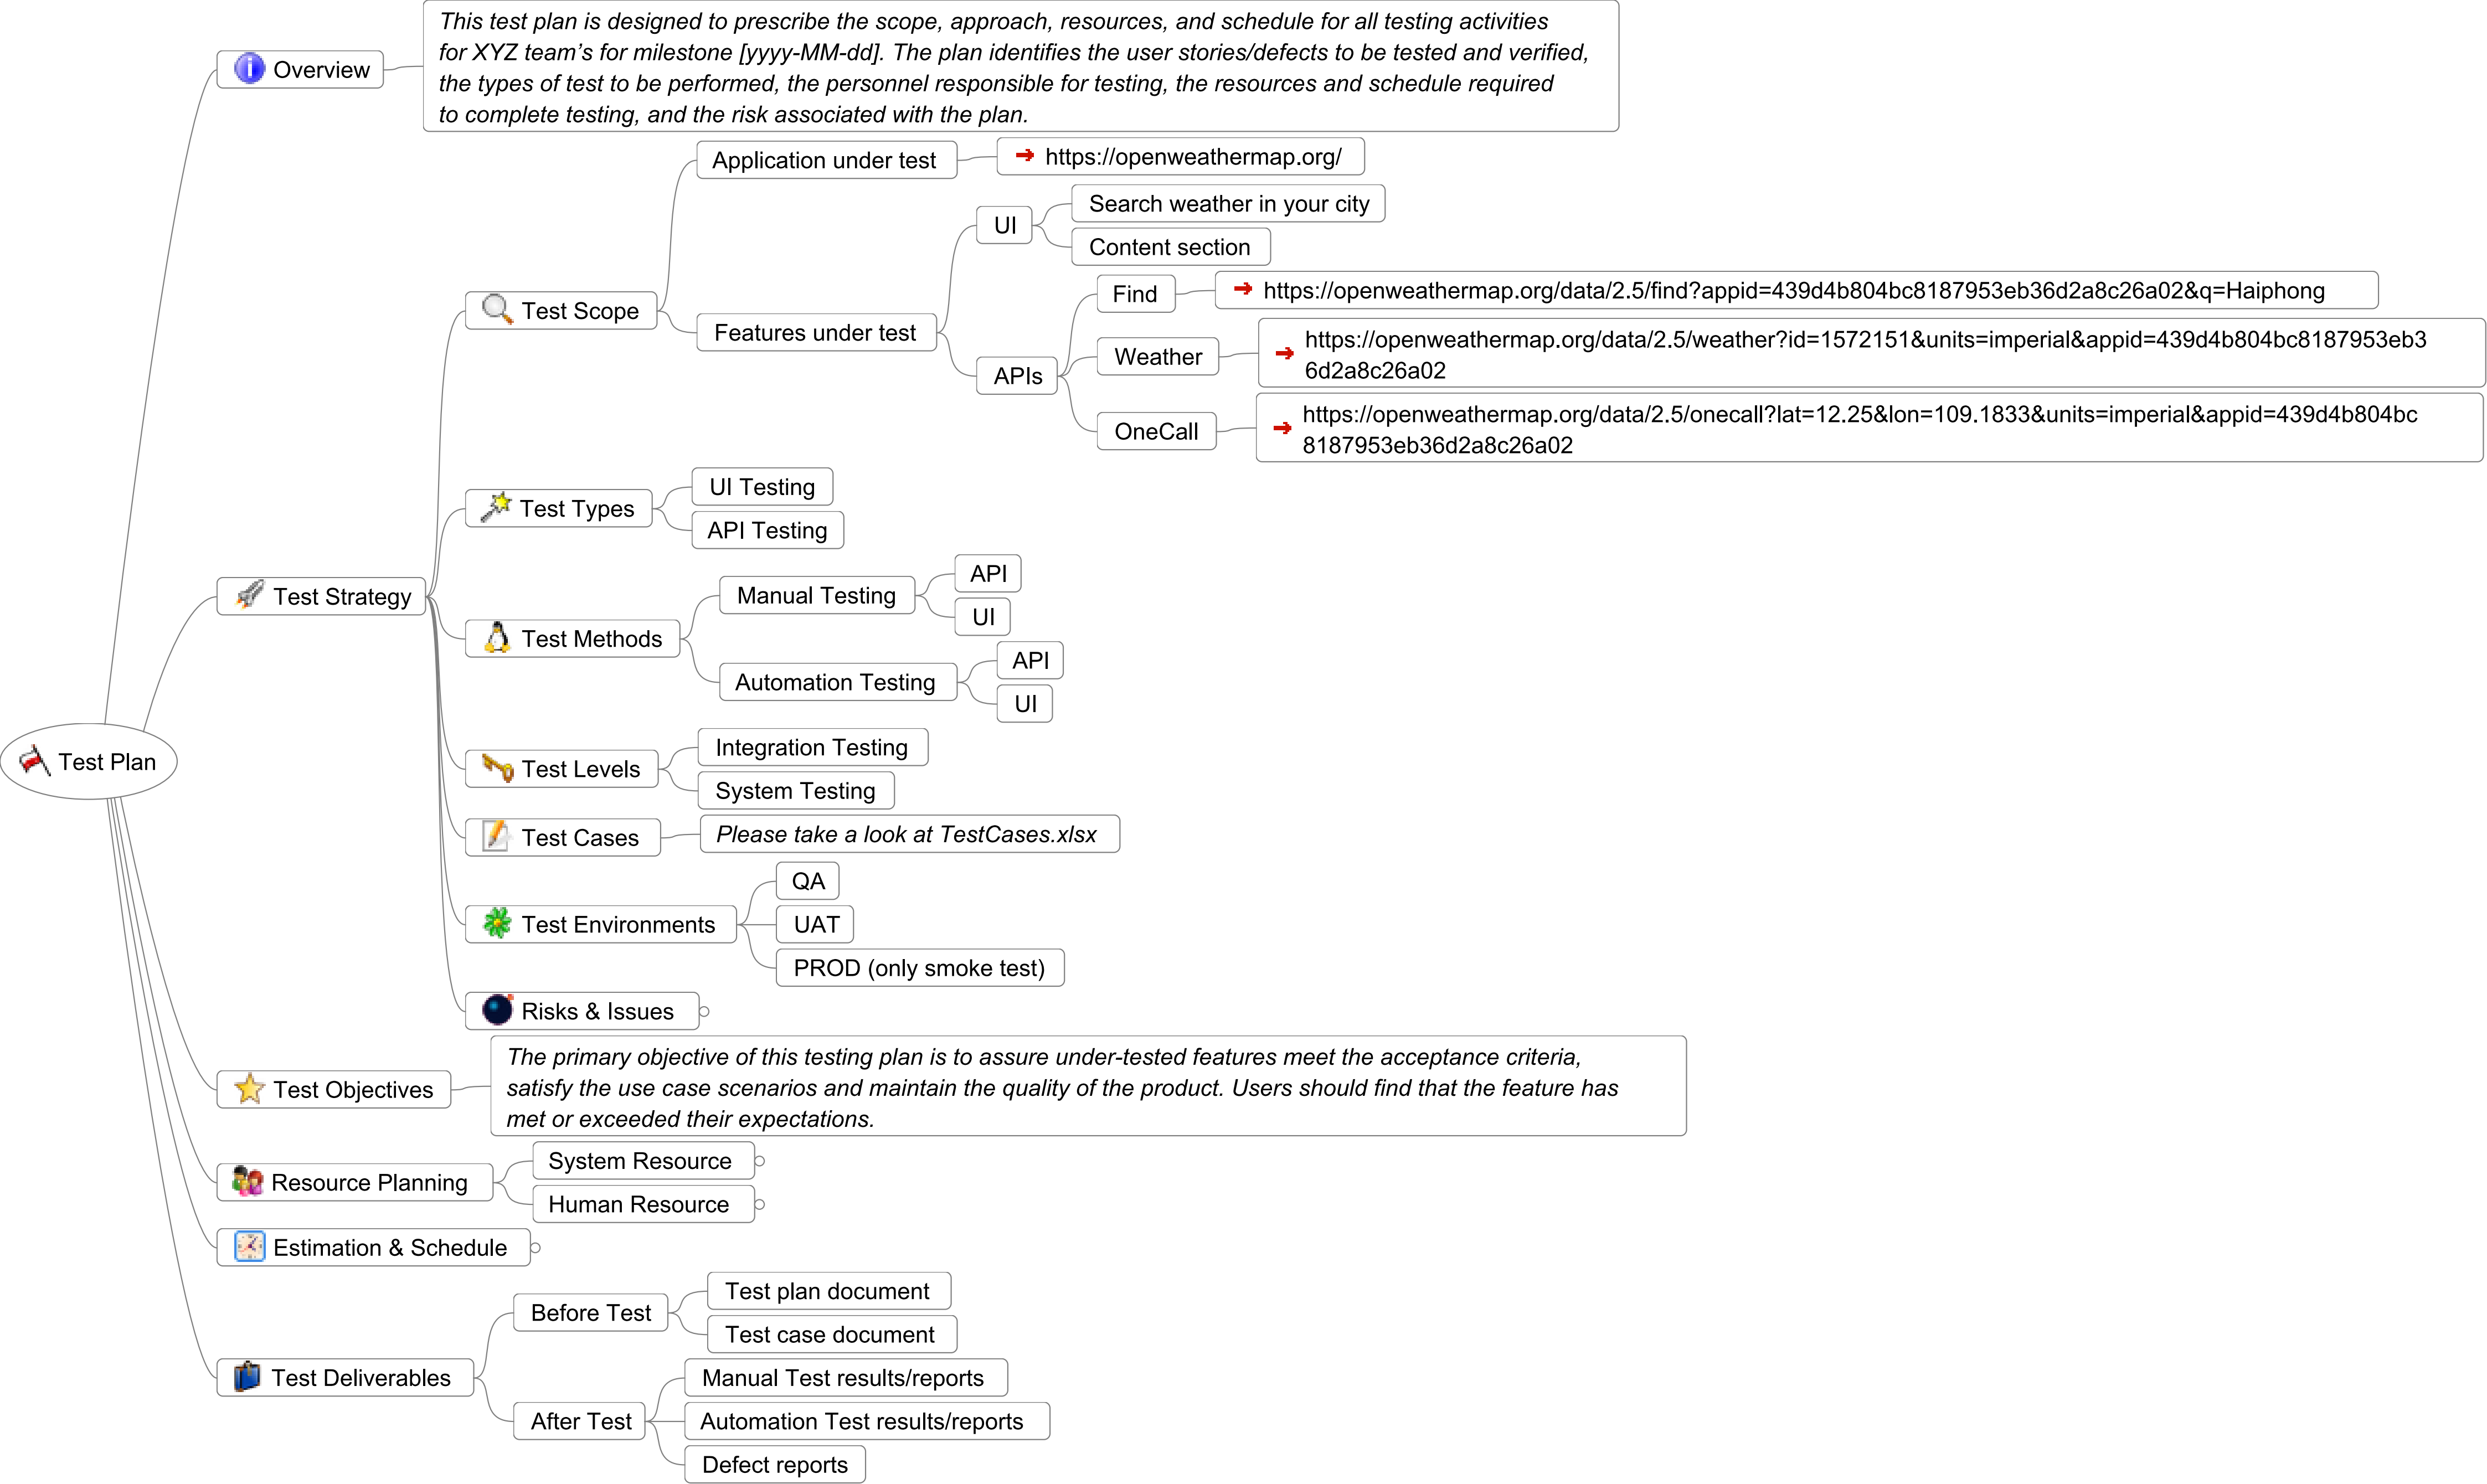 Test Plan
Overview
This test plan is designed to prescribe the scope, approach, resources, and schedule for all testing activities
for XYZ team’s for milestone [yyyy-MM-dd]. The plan identifies the user stories/defects to be tested and verified,
the types of test to be performed, the personnel responsible for testing, the resources and schedule required
to complete testing, and the risk associated with the plan.
Test Strategy
Test Scope
Application under test
https://openweathermap.org/
Features under test
UI
Search weather in your city
Content section
APIs
Find
https://openweathermap.org/data/2.5/find?appid=439d4b804bc8187953eb36d2a8c26a02&q=Haiphong
Weather
https://openweathermap.org/data/2.5/weather?id=1572151&units=imperial&appid=439d4b804bc8187953eb3
6d2a8c26a02
OneCall
https://openweathermap.org/data/2.5/onecall?lat=12.25&lon=109.1833&units=imperial&appid=439d4b804bc
8187953eb36d2a8c26a02
Test Types
UI Testing
API Testing
Test Methods
Manual Testing
API
UI
Automation Testing
API
UI
Test Levels
Integration Testing
System Testing
Test Cases
Please take a look at TestCases.xlsx
Test Environments
QA
UAT
PROD (only smoke test)
Risks & Issues
Test Objectives
The primary objective of this testing plan is to assure under-tested features meet the acceptance criteria,
satisfy the use case scenarios and maintain the quality of the product. Users should find that the feature has
met or exceeded their expectations.
Resource Planning
System Resource
Human Resource
Estimation & Schedule
Test Deliverables
Before Test
Test plan document
Test case document
After Test
Manual Test results/reports
Automation Test results/reports
Defect reports